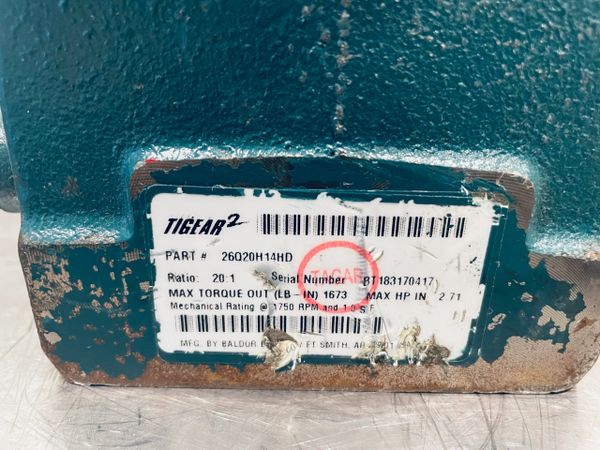 TIGEAR2
PART # 26Q20H14HD
Ratio: 20:1 Serial Number BT183170417
TAGAR
MAX TORQUE OUT (LB - IN) 1673 MAX HP IN 2.71
Mechanical Rating @ 1750 RPM and 1.0 S.F.
MFG. BY BALDOR FT SMITH, AR